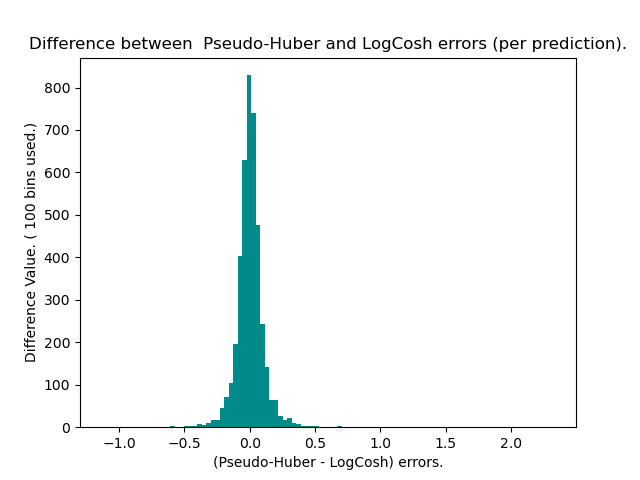 Difference between  Pseudo-Huber and LogCosh errors (per prediction).
800
700
600
500
400
300
200
100
0
Difference Value. ( 100 bins used.)
−1.0 −0.5 0.0 0.5 1.0 1.5 2.0
(Pseudo-Huber - LogCosh) errors.